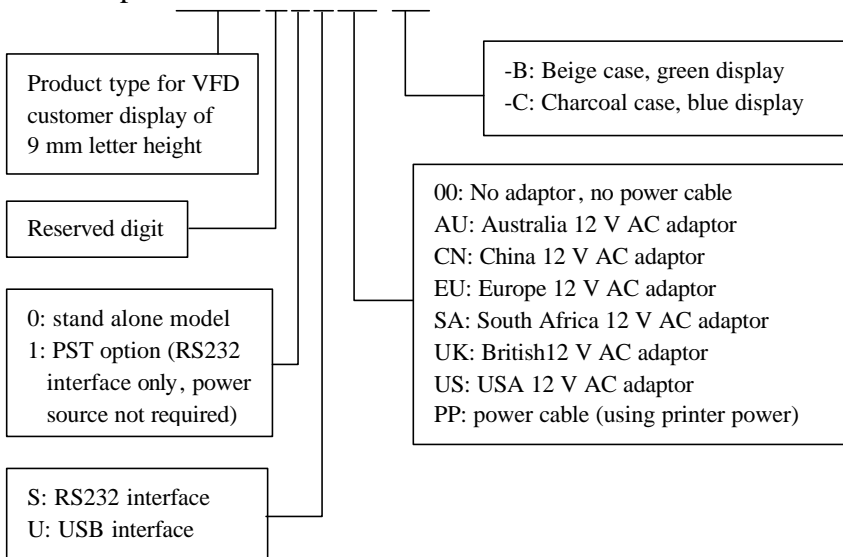 Product type for VFD
customer display of
9 mm letter height
-B: Beige case, green display
-C: Charcoal case, blue display
Reserved digit
00: No adaptor, no power cable
AU: Australia 12 V AC adaptor
CN: China 12 V AC adaptor
EU: Europe 12 V AC adaptor
SA: South Africa 12 V AC adaptor
UK: British12 V AC adaptor
US: USA 12 V AC adaptor
PP: power cable (using printer power)
0: stand alone model
1: PST option (RS232
interface only, power
source not required)
S: RS232 interface
U: USB interface